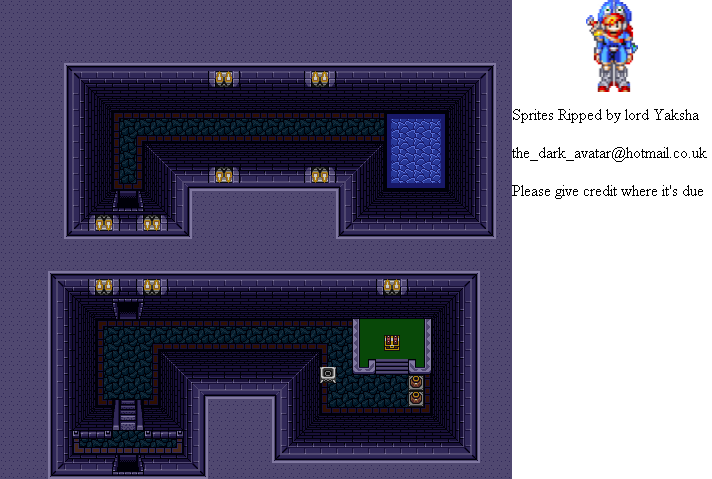 Sprites Ripped by lord Yaksha
the_dark_avatar@hotmail.co.uk
Please give credit where it's due